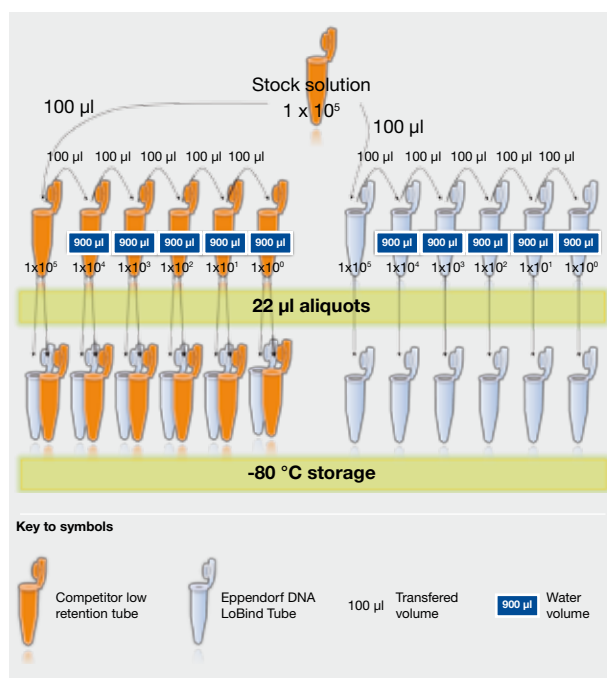 Stock solution
1 x 10⁵
100 µl
100 µl
100 µl 100 µl 100 µl 100 µl 100 µl
100 µl 100 µl 100 µl 100 µl 100 µl
900 µl 900 µl 900 µl 900 µl 900 µl
900 µl 900 µl 900 µl 900 µl 900 µl
1x10⁵ 1x10⁴ 1x10³ 1x10² 1x10¹ 1x10⁰
1x10⁵ 1x10⁴ 1x10³ 1x10² 1x10¹ 1x10⁰
22 µl aliquots
-80 °C storage
Key to symbols
Competitor low
retention tube
Eppendorf DNA
LoBind Tube
100 µl
Transfered
volume
900 µl
Water
volume